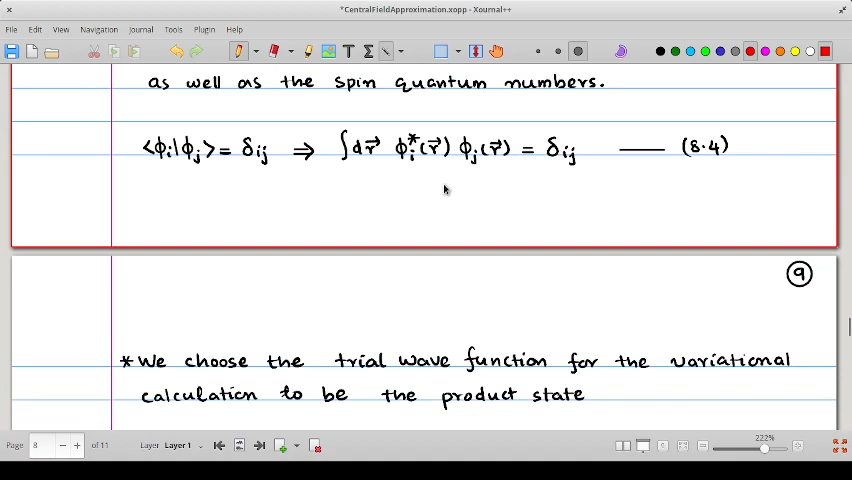 *CentralFieldApproximation.xopp - Xournal++
File Edit View Navigation Journal Tools Plugin Help
as well as the spin quantum numbers.
<ϕᵢ|ϕⱼ> = δᵢⱼ ⇒ ∫dr⃗ ϕᵢ*(r⃗) ϕⱼ(r⃗) = δᵢⱼ —— (8.4)
9
* We choose the trial wave function for the variational
calculation to be the product state
Page 8 of 11 Layer Layer 1 222%